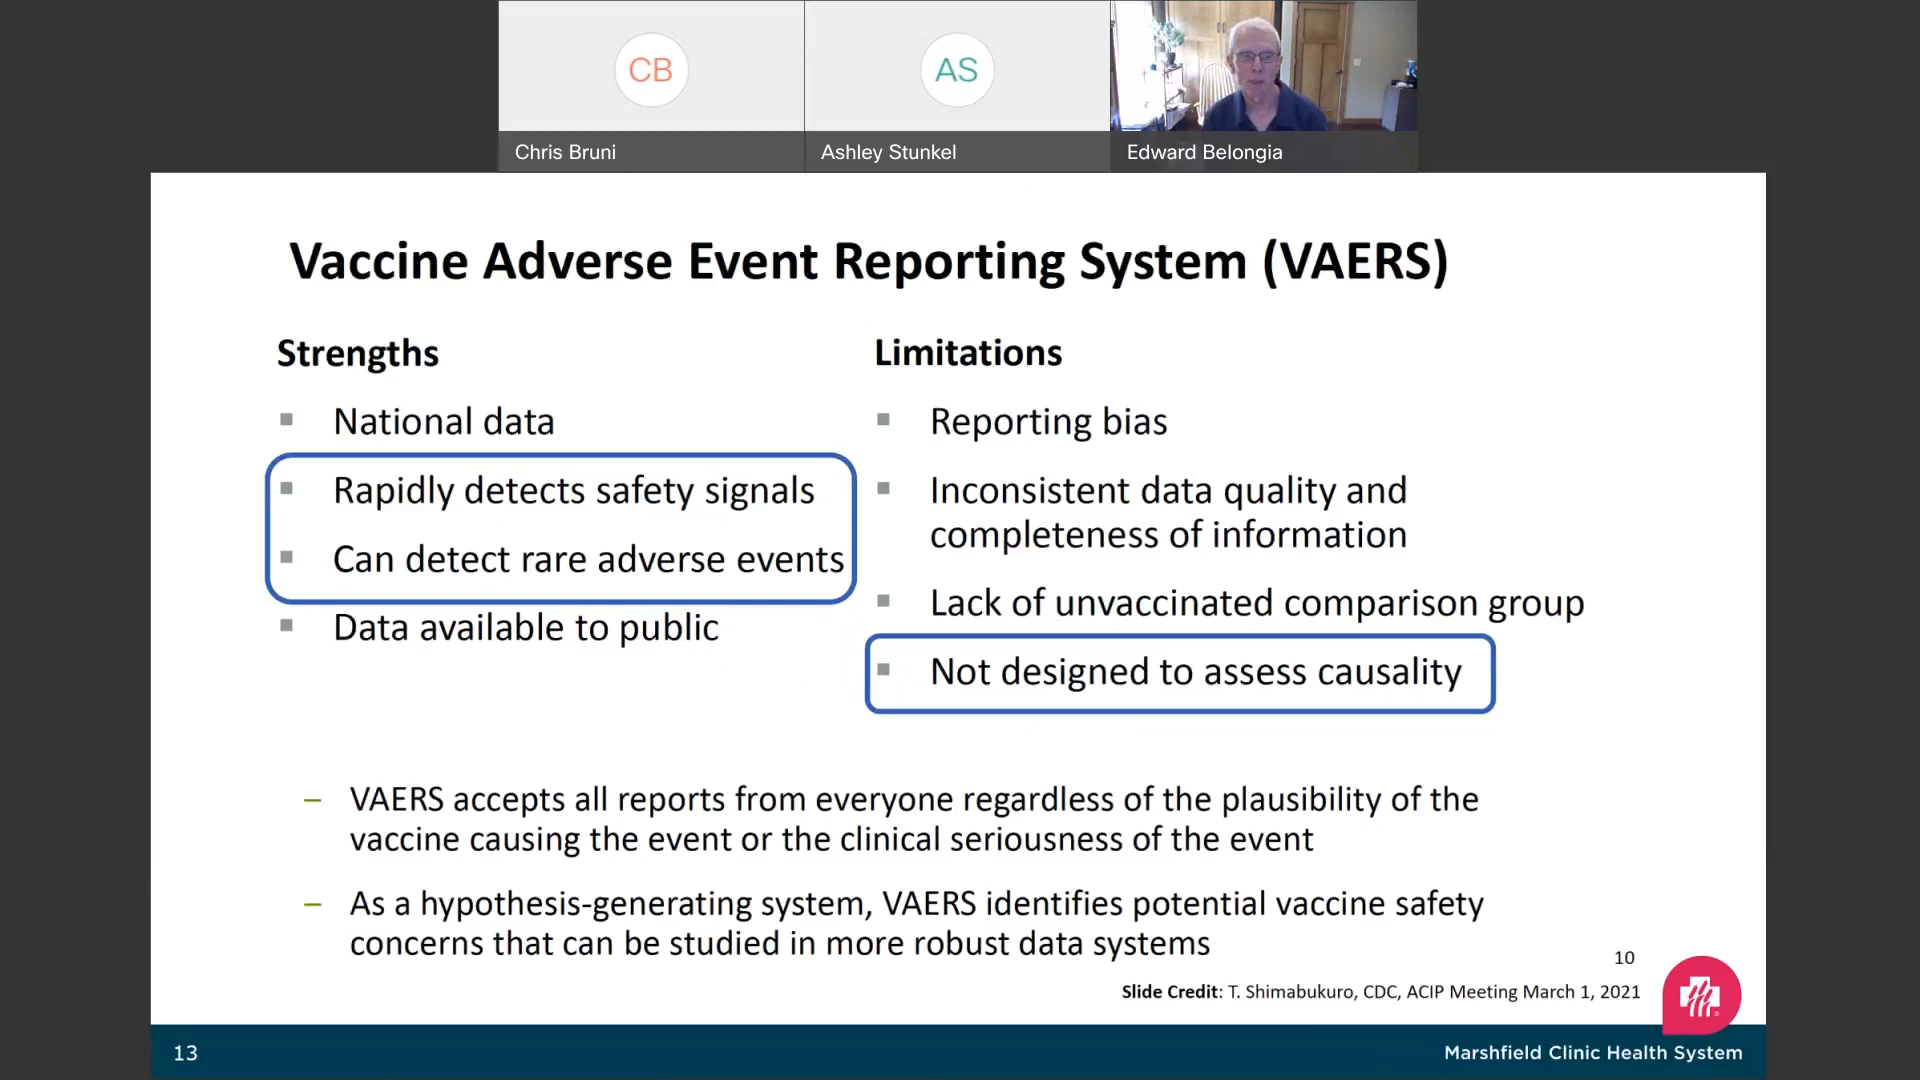 CB
AS
Chris Bruni
Ashley Stunkel
Edward Belongia
Vaccine Adverse Event Reporting System (VAERS)
Strengths
National data
Rapidly detects safety signals
Can detect rare adverse events
Data available to public
Limitations
Reporting bias
Inconsistent data quality and
completeness of information
Lack of unvaccinated comparison group
Not designed to assess causality
– VAERS accepts all reports from everyone regardless of the plausibility of the
vaccine causing the event or the clinical seriousness of the event
– As a hypothesis-generating system, VAERS identifies potential vaccine safety
concerns that can be studied in more robust data systems
10
Slide Credit: T. Shimabukuro, CDC, ACIP Meeting March 1, 2021
13
Marshfield Clinic Health System